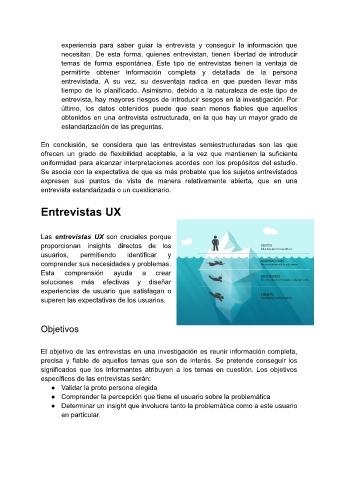 experiencia para saber guiar la entrevista y conseguir la información que
necesitan. De esta forma, quienes entrevistan, tienen libertad de introducir
temas de forma espontánea. Este tipo de entrevistas tienen la ventaja de
permitirte obtener información completa y detallada de la persona
entrevistada. A su vez, su desventaja radica en que pueden llevar más
tiempo de lo planificado. Asimismo, debido a la naturaleza de este tipo de
entrevista, hay mayores riesgos de introducir sesgos en la investigación. Por
último, los datos obtenidos puede que sean menos fiables que aquellos
obtenidos en una entrevista estructurada, en la que hay un mayor grado de
estandarización de las preguntas.
En conclusión, se considera que las entrevistas semiestructuradas son las que
ofrecen un grado de flexibilidad aceptable, a la vez que mantienen la suficiente
uniformidad para alcanzar interpretaciones acordes con los propósitos del estudio.
Se asocia con la expectativa de que es más probable que los sujetos entrevistados
expresen sus puntos de vista de manera relativamente abierta, que en una
entrevista estandarizada o un cuestionario.
Entrevistas UX
Las entrevistas UX son cruciales porque
proporcionan insights directos de los
usuarios, permitiendo identificar y
comprender sus necesidades y problemas.
Esta comprensión ayuda a crear
soluciones más efectivas y diseñar
experiencias de usuario que satisfagan o
superen las expectativas de los usuarios.
Objetivos
El objetivo de las entrevistas en una investigación es reunir información completa,
precisa y fiable de aquellos temas que son de interés. Se pretende conseguir los
significados que los informantes atribuyen a los temas en cuestión. Los objetivos
específicos de las entrevistas serán:
● Validar la proto persona elegida
● Comprender la percepción que tiene el usuario sobre la problemática
● Determinar un insight que involucre tanto la problemática como a este usuario
en particular.